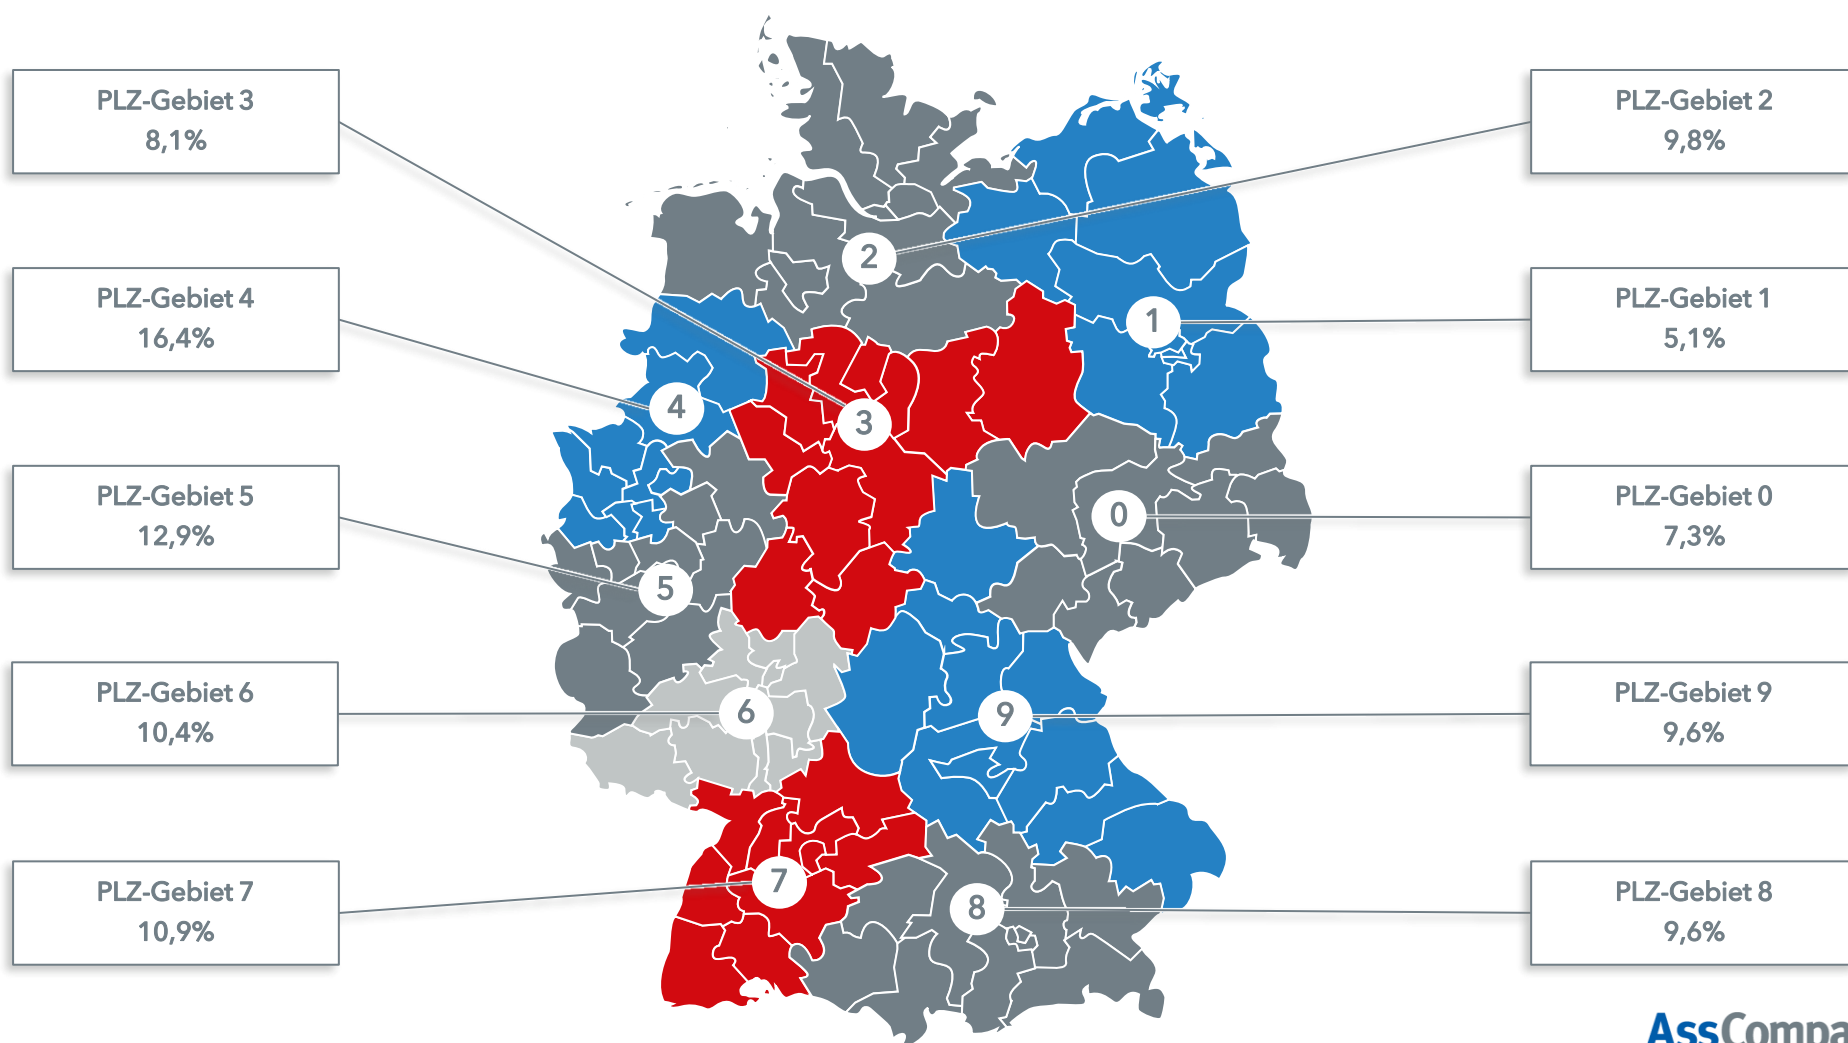 PLZ-Gebiet 3
8,1%
PLZ-Gebiet 4
16,4%
PLZ-Gebiet 5
12,9%
PLZ-Gebiet 6
10,4%
PLZ-Gebiet 7
10,9%
2
1
4
3
0
5
6
9
7
8
PLZ-Gebiet 2
9,8%
PLZ-Gebiet 1
5,1%
PLZ-Gebiet 0
7,3%
PLZ-Gebiet 9
9,6%
PLZ-Gebiet 8
9,6%
AssCompa